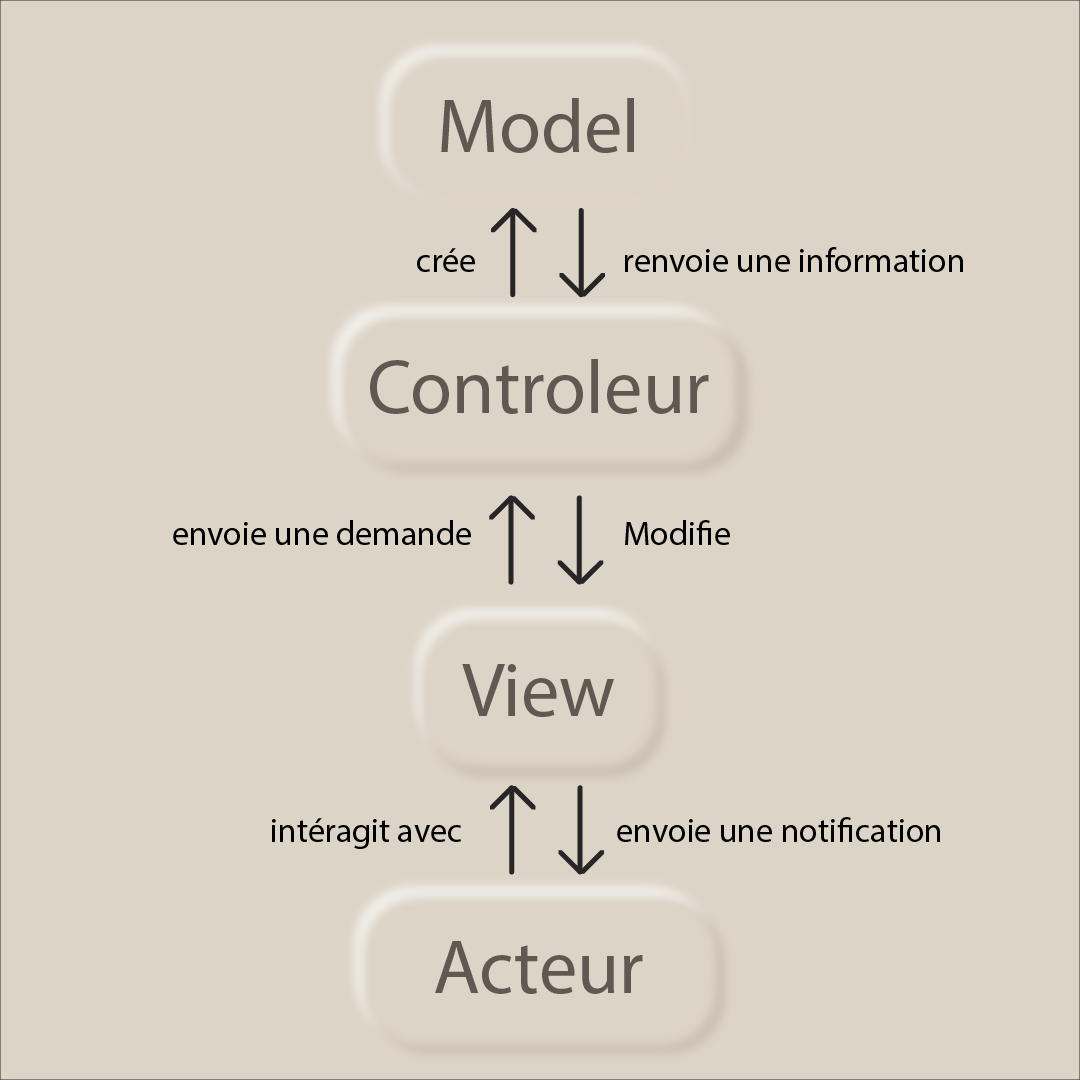 Model
crée
renvoie une information
Controleur
envoie une demande
Modifie
View
intéragit avec
envoie une notification
Acteur